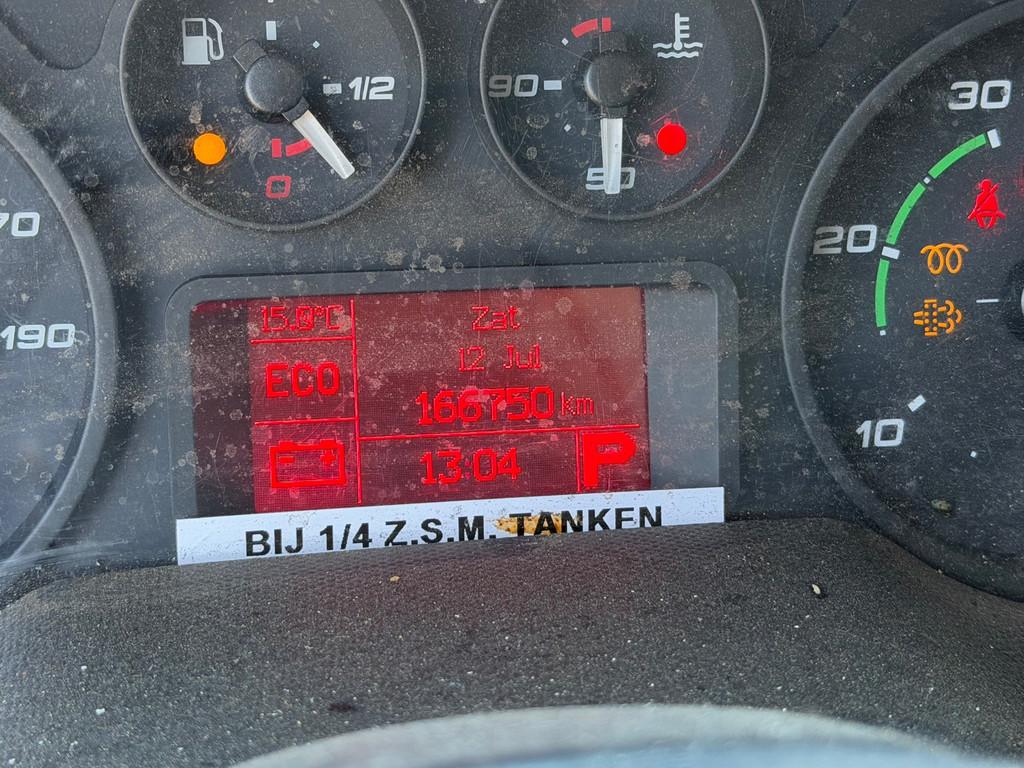 1/2
0
90
50
30
20
10
70
190
15.0°C
ECO
Zat
12 Jul
166750 km
13:04
P
BIJ 1/4 Z.S.M. TANKEN